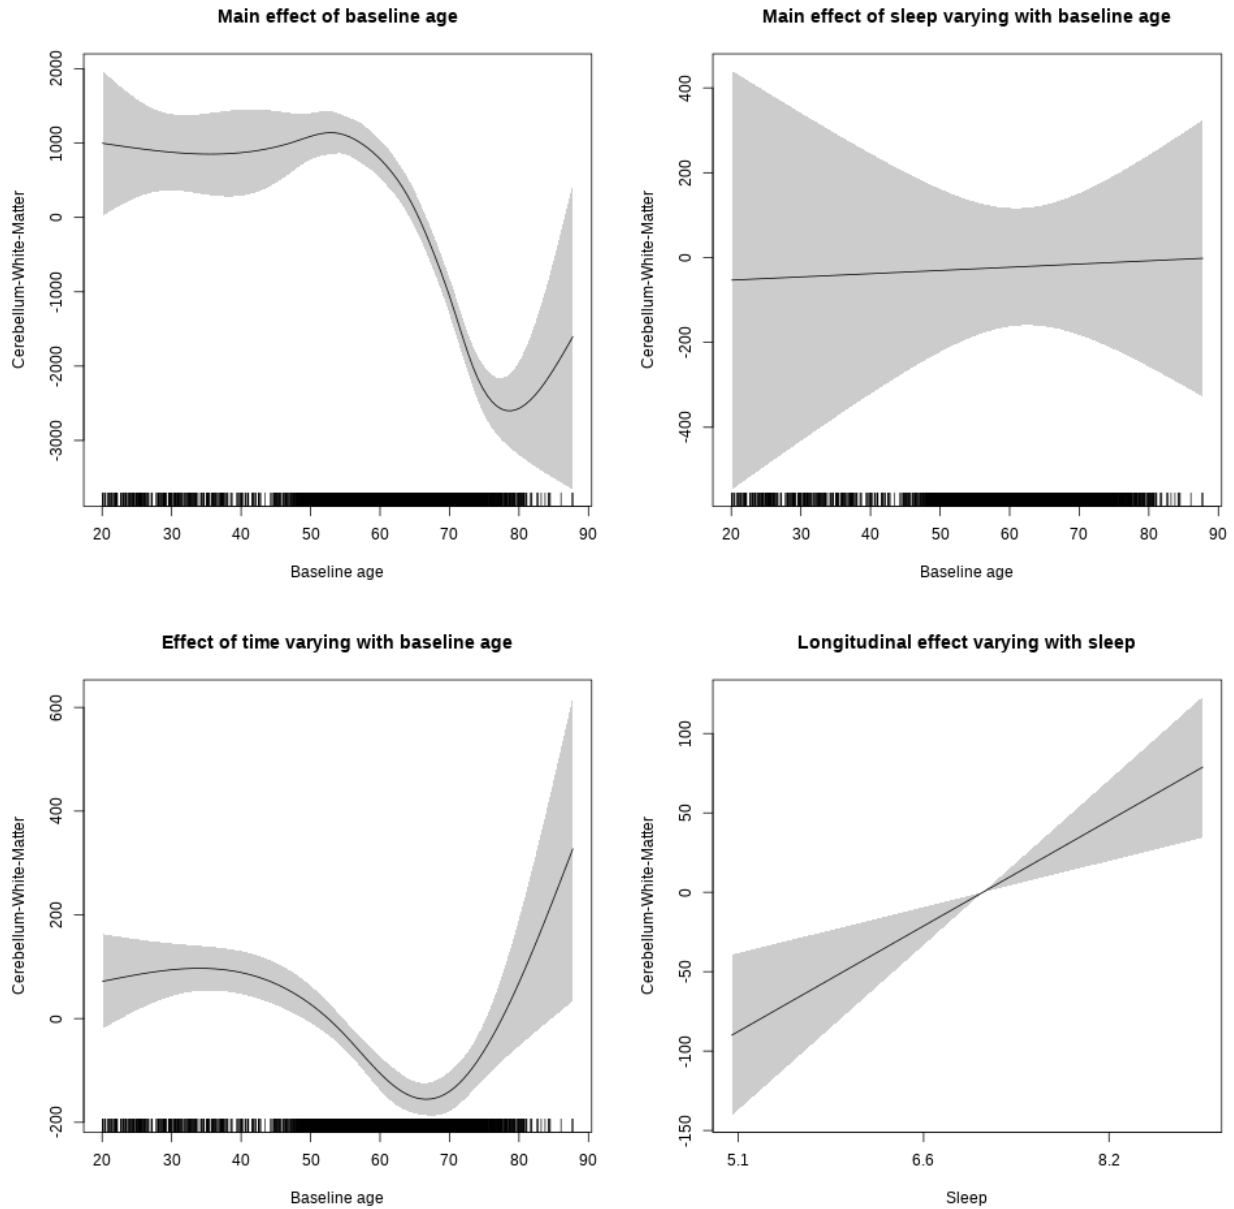 Main effect of baseline age
Cerebellum-White-Matter
2000
1000
0
-1000
-2000
-3000
20 30 40 50 60 70 80 90
Baseline age
Main effect of sleep varying with baseline age
Cerebellum-White-Matter
400
200
0
-200
-400
20 30 40 50 60 70 80 90
Baseline age
Effect of time varying with baseline age
Cerebellum-White-Matter
600
400
200
0
-200
20 30 40 50 60 70 80 90
Baseline age
Longitudinal effect varying with sleep
Cerebellum-White-Matter
100
50
0
-50
-100
-150
5.1 6.6 8.2
Sleep